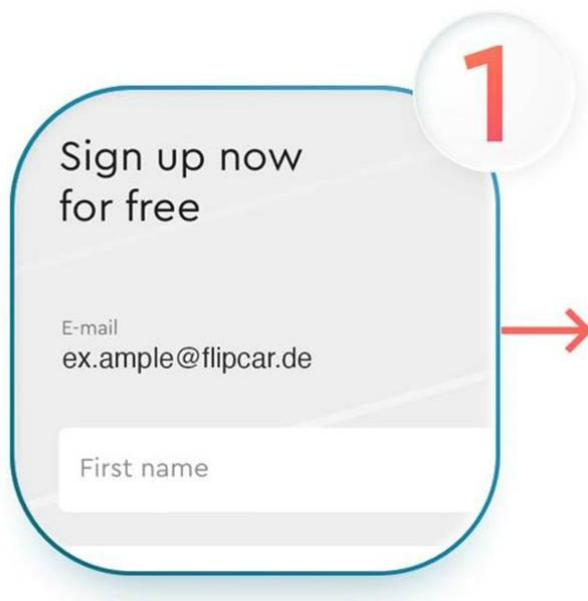 1
Sign up now
for free
E-mail
ex.ample@flipcar.de
First name